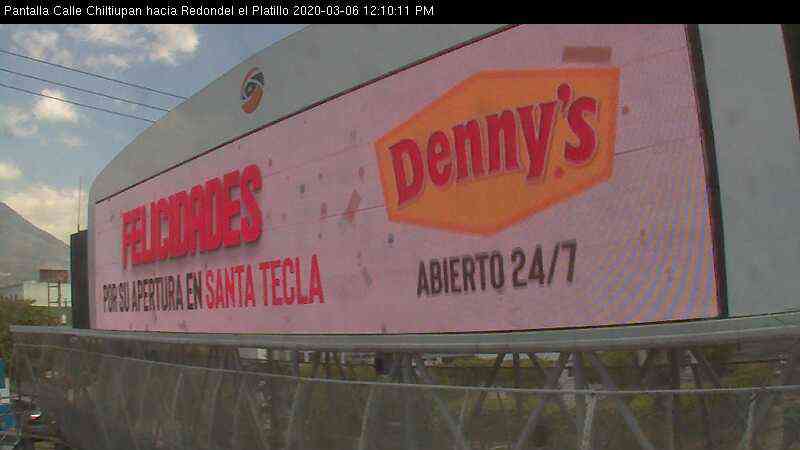 Pantalla Calle Chiltiupan hacia Redondel el Platillo 2020-03-06 12:10:11 PM
FELICIDADES
POR SU APERTURA EN SANTA TECLA
Denny's
ABIERTO 24/7